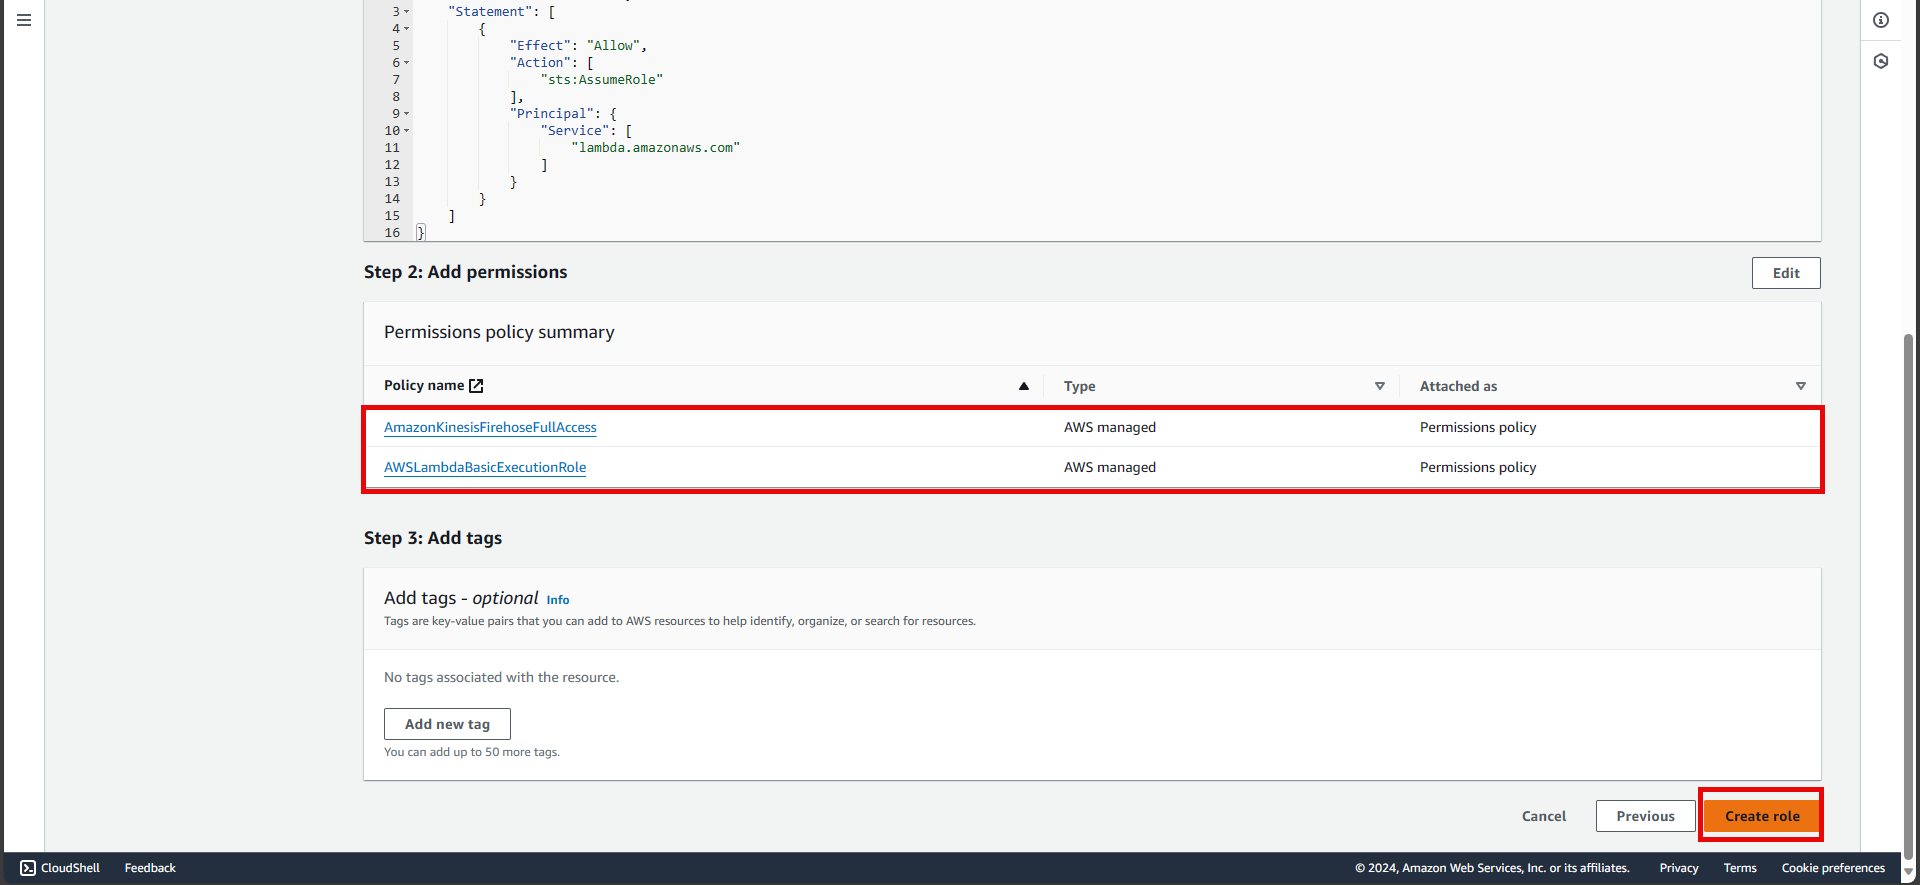 3 "Statement": [
4 {
5 "Effect": "Allow",
6 "Action": [
7 "sts:AssumeRole"
8 ],
9 "Principal": {
10 "Service": [
11 "lambda.amazonaws.com"
12 ]
13 }
14 }
15 ]
16 }
Step 2: Add permissions
Edit
Permissions policy summary
Policy name Type Attached as
AmazonKinesisFirehoseFullAccess AWS managed Permissions policy
AWSLambdaBasicExecutionRole AWS managed Permissions policy
Step 3: Add tags
Add tags - optional Info
Tags are key-value pairs that you can add to AWS resources to help identify, organize, or search for resources.
No tags associated with the resource.
Add new tag
You can add up to 50 more tags.
Cancel Previous Create role
CloudShell Feedback © 2024, Amazon Web Services, Inc. or its affiliates. Privacy Terms Cookie preferences